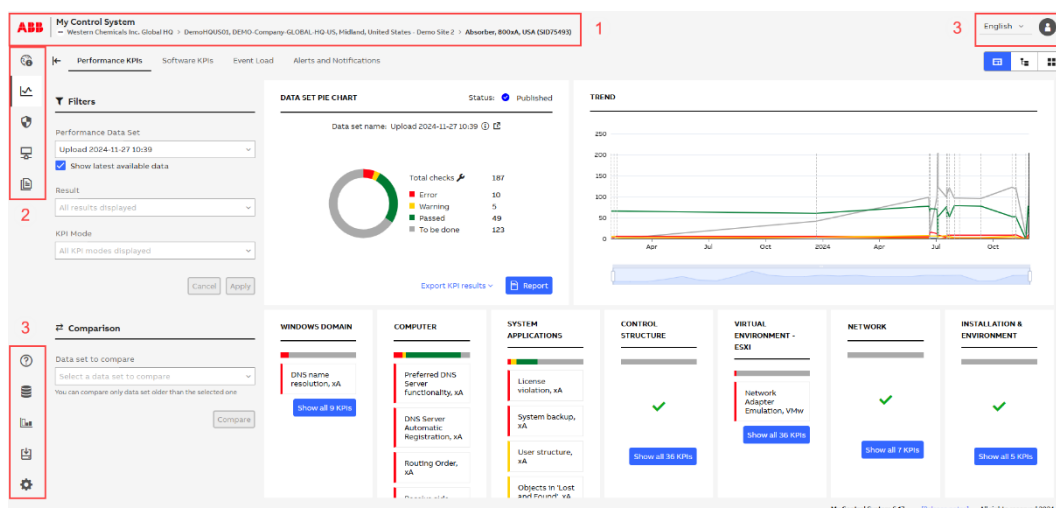 ABB
My Control System
— Western Chemicals Inc. Global HQ > DemoHQUS01, DEMO-Company-GLOBAL-HQ-US, Midland, United States - Demo Site 2 > Absorber, 800xA, USA (SID75493)
1
3
English
Performance KPIs
Software KPIs
Event Load
Alerts and Notifications
2
Filters
Performance Data Set
Upload 2024-11-27 10:39
Show latest available data
Result
All results displayed
KPI Mode
All KPI modes displayed
Cancel
Apply
3
Comparison
Data set to compare
Select a data set to compare
You can compare only data set older than the selected one
Compare
DATA SET PIE CHART
Status:
Published
Data set name: Upload 2024-11-27 10:39
Total checks 187
Error 10
Warning 5
Passed 49
To be done 123
Export KPI results
Report
TREND
250
200
150
100
50
0
Apr
Jul
Oct
2024
Apr
Jul
Oct
WINDOWS DOMAIN
DNS name
resolution, xA
Show all 9 KPIs
COMPUTER
Preferred DNS
Server
functionality, xA
DNS Server
Automatic
Registration, xA
Routing Order,
xA
SYSTEM
APPLICATIONS
License
violation, xA
System backup,
xA
User structure,
xA
Objects in 'Lost
and Found', xA
CONTROL
STRUCTURE
Show all 36 KPIs
VIRTUAL
ENVIRONMENT -
ESXI
Network
Adapter
Emulation, VMw
Show all 36 KPIs
NETWORK
Show all 7 KPIs
INSTALLATION &
ENVIRONMENT
Show all 5 KPIs